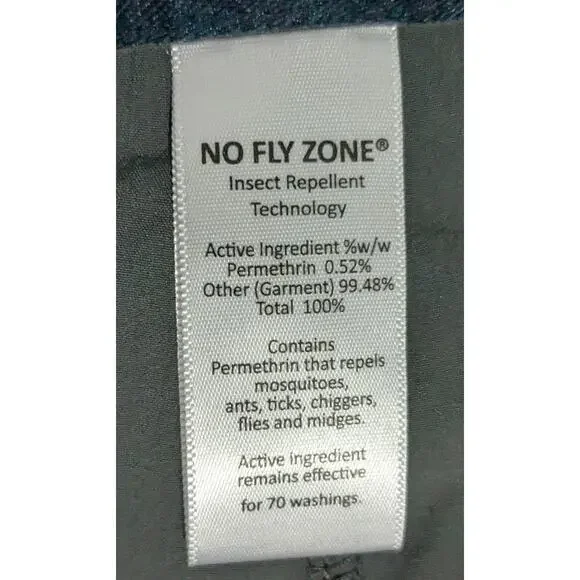 NO FLY ZONE®
Insect Repellent
Technology
Active Ingredient %w/w
Permethrin 0.52%
Other (Garment) 99.48%
Total 100%
Contains
Permethrin that repels
mosquitoes,
ants, ticks, chiggers,
flies and midges.
Active ingredient
remains effective
for 70 washings.